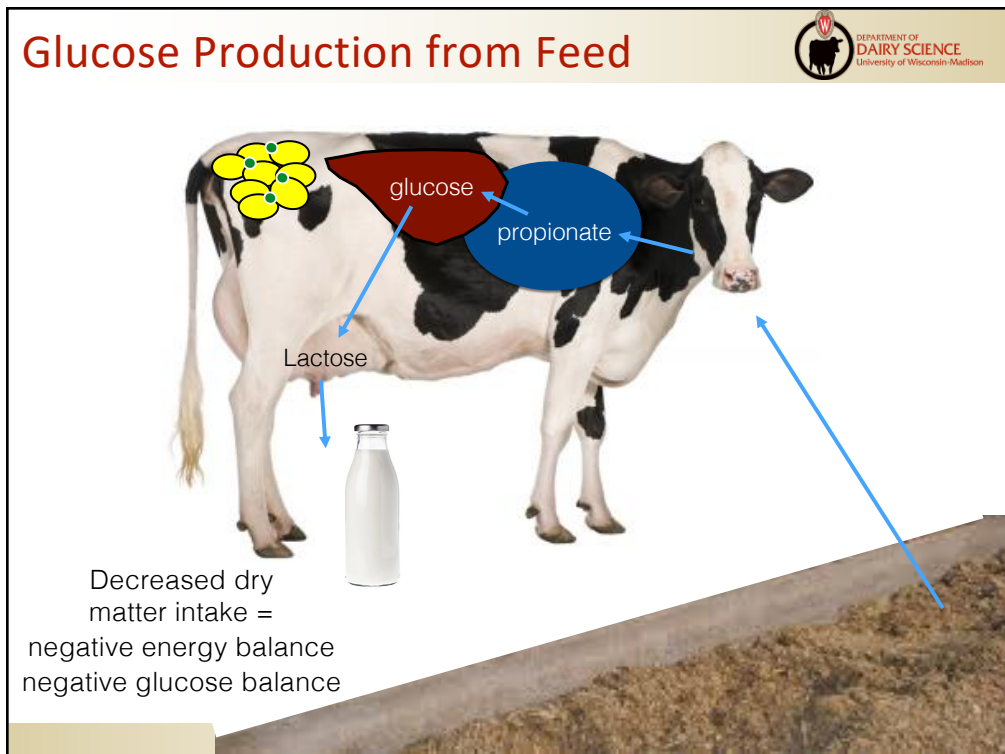 Glucose Production from Feed
W
DEPARTMENT OF
DAIRY SCIENCE
University of Wisconsin-Madison
glucose
propionate
Lactose
Decreased dry
matter intake =
negative energy balance
negative glucose balance